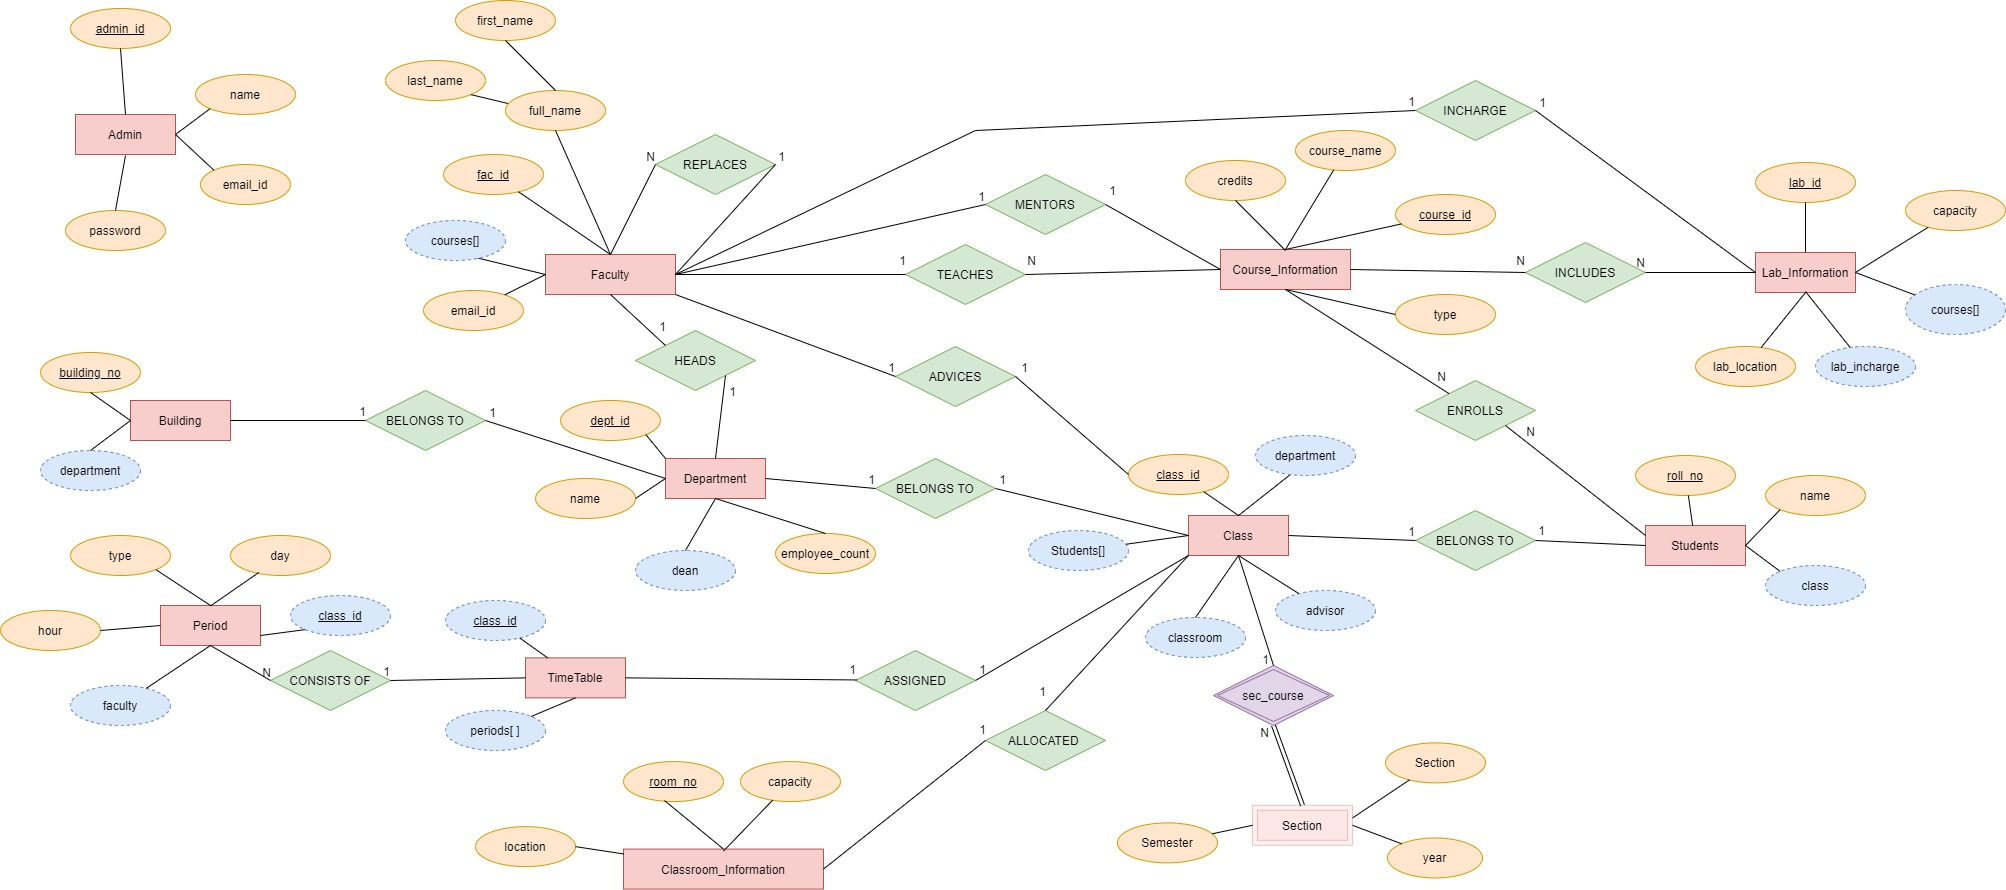 first_name
admin_id
last_name
name
full_name
1
INCHARGE
1
Admin
course_name
N
REPLACES
1
fac_id
credits
lab_id
email_id
1
MENTORS
1
course_id
capacity
password
courses[]
1
TEACHES
N
Faculty
Course_Information
N
INCLUDES
N
Lab_Information
email_id
type
courses[]
1
HEADS
1
lab_location
lab_incharge
building_no
1
ADVICES
1
N
ENROLLS
N
Building
1
BELONGS TO
1
dept_id
department
department
Department
1
BELONGS TO
1
class_id
roll_no
name
name
Class
1
BELONGS TO
1
Students
Students[]
type
day
dean
employee_count
class
hour
Period
class_id
class_id
classroom
advisor
faculty
N
CONSISTS OF
1
TimeTable
1
ASSIGNED
1
1
sec_course
N
periods[ ]
1
ALLOCATED
1
room_no
capacity
Section
location
Semester
Section
year
Classroom_Information